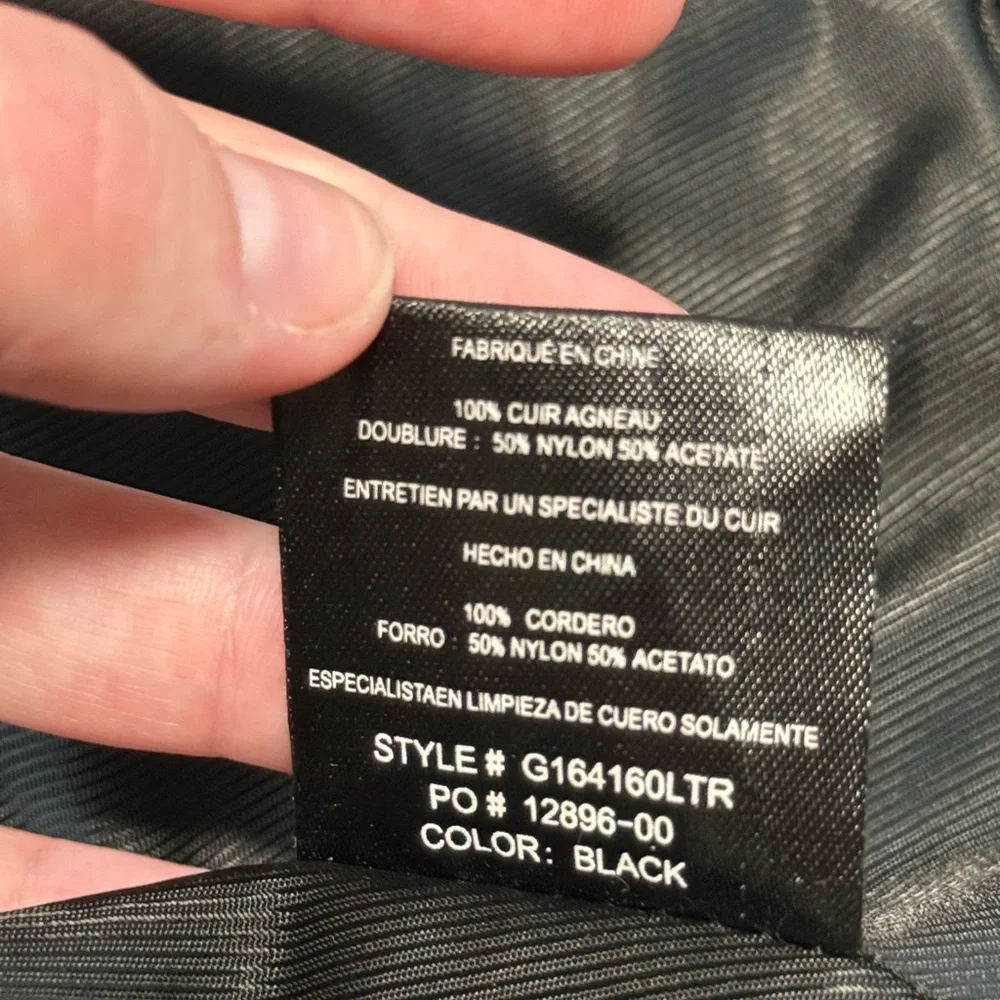 FABRIQUÉ EN CHINE
100% CUIR AGNEAU
DOUBLURE : 50% NYLON 50% ACETATE
ENTRETIEN PAR UN SPECIALISTE DU CUIR
HECHO EN CHINA
100% CORDERO
FORRO : 50% NYLON 50% ACETATO
ESPECIALISTAEN LIMPIEZA DE CUERO SOLAMENTE
STYLE # G164160LTR
PO # 12896-00
COLOR: BLACK